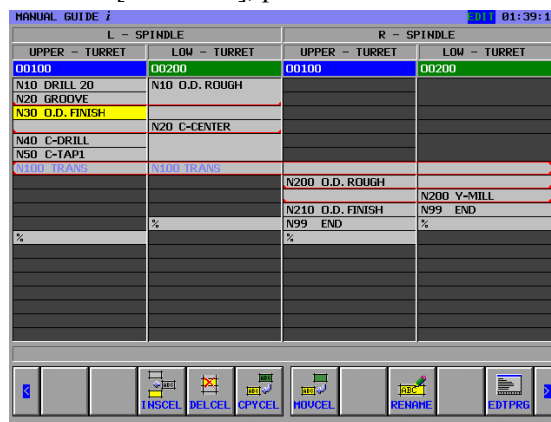 MANUAL GUIDE i EDIT 01:39:1
L - SPINDLE R - SPINDLE
UPPER - TURRET LOW - TURRET UPPER - TURRET LOW - TURRET
O0100 O0200 O0100 O0200
N10 DRILL 20 N10 O.D. ROUGH
N20 GROOVE
N30 O.D. FINISH
N20 C-CENTER
N40 C-DRILL
N50 C-TAP1
N100 TRANS N100 TRANS
N200 O.D. ROUGH
N200 Y-MILL
N210 O.D. FINISH N99 END
% N99 END %
% %
INSCEL DELCEL CPYCEL MOVCEL RENAME EDTPRG